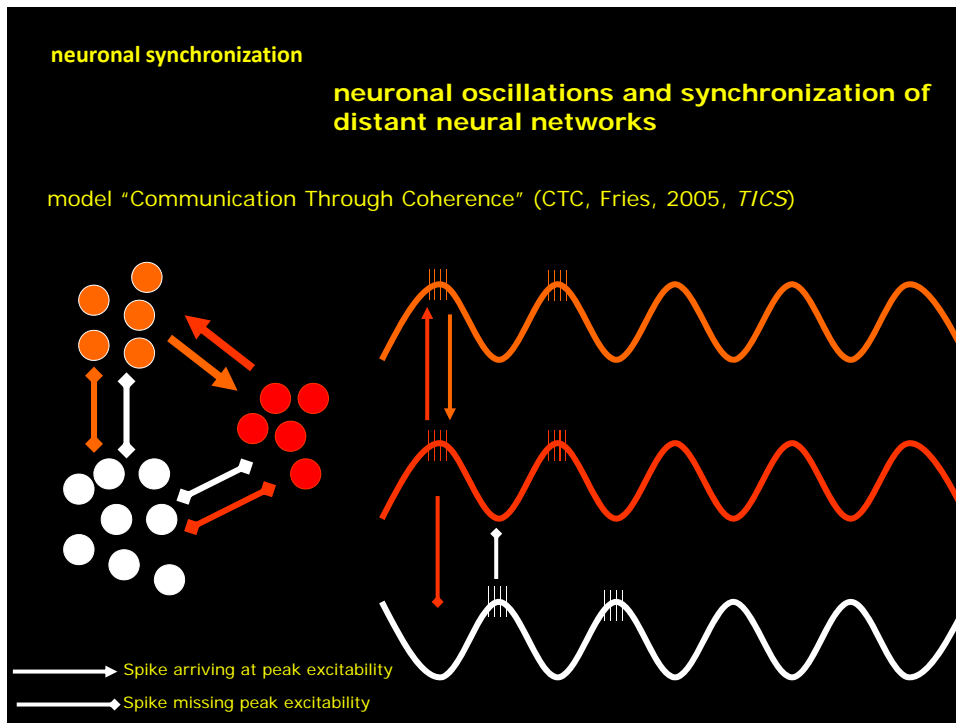 neuronal synchronization
neuronal oscillations and synchronization of
distant neural networks
model “Communication Through Coherence” (CTC, Fries, 2005, TICS)
Spike arriving at peak excitability
Spike missing peak excitability